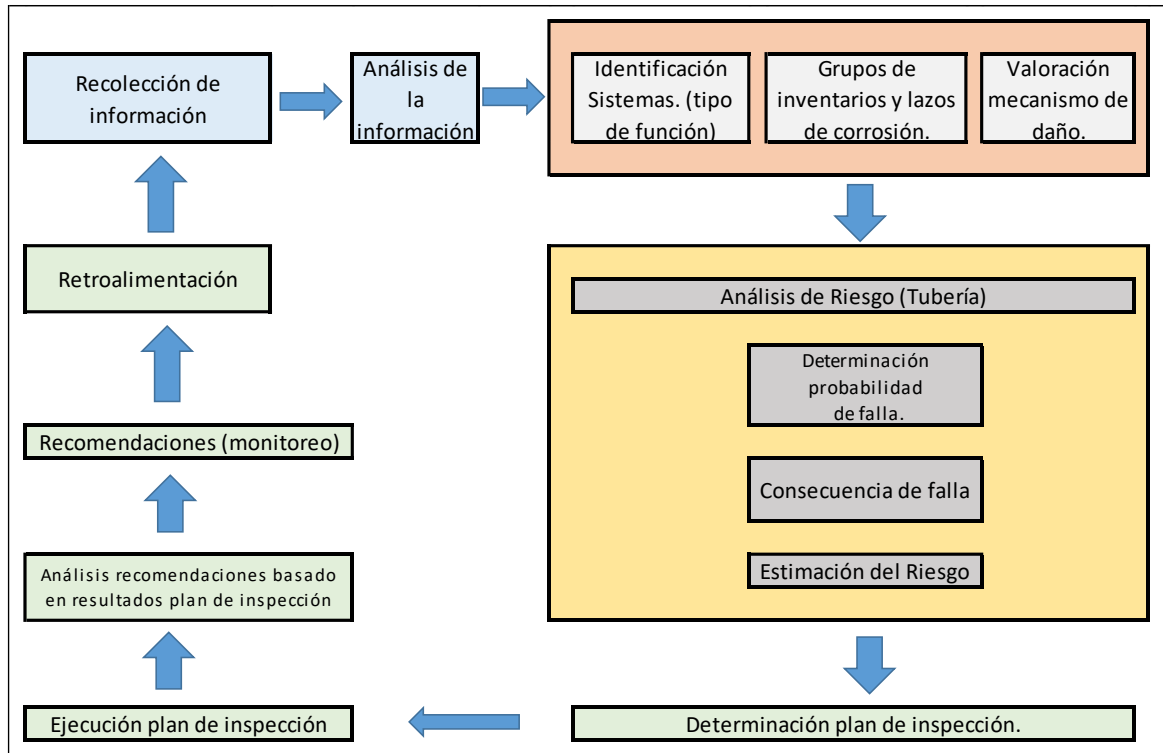 Recolección de
información
Análisis de
la
información
Identificación
Sistemas. (tipo
de función)
Grupos de
inventarios y lazos
de corrosión.
Valoración
mecanismo de
daño.
Análisis de Riesgo (Tubería)
Determinación
probabilidad
de falla.
Consecuencia de falla
Estimación del Riesgo
Determinación plan de inspección.
Ejecución plan de inspección
Análisis recomendaciones basado
en resultados plan de inspección
Recomendaciones (monitoreo)
Retroalimentación